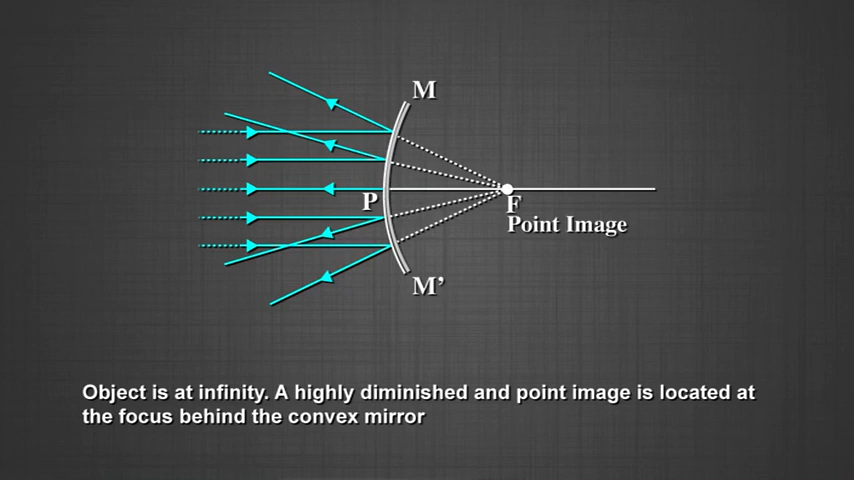 M
P
F
Point Image
M’
Object is at infinity. A highly diminished and point image is located at
the focus behind the convex mirror